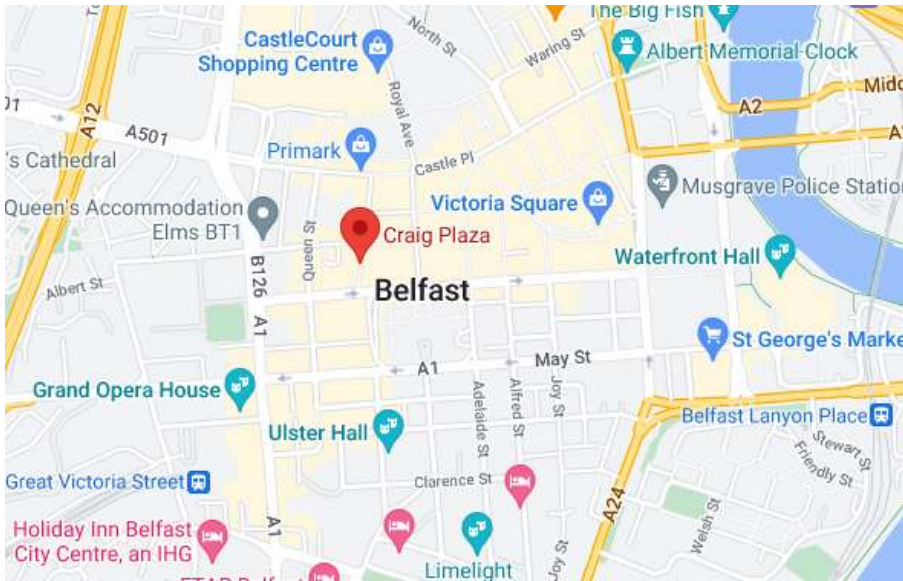 The Big Fish
CastleCourt
Shopping Centre
North St
Waring St
Albert Memorial Clock
Royal Ave
A12
A501
01
A2
Midd
Primark
Castle Pl
's Cathedral
Musgrave Police Station
Queen's Accommodation
Elms BT1
Victoria Square
Queen St
Craig Plaza
Waterfront Hall
B126
Albert St
Belfast
A1
St George's Marke
May St
A1
Grand Opera House
Adelaide St
Alfred St
Joy St
Belfast Lanyon Place
Ulster Hall
Stewart St
Friendly St
Great Victoria Street
Clarence St
A24
Welsh St
A1
Holiday Inn Belfast
City Centre, an IHG
Joy St
Limelight